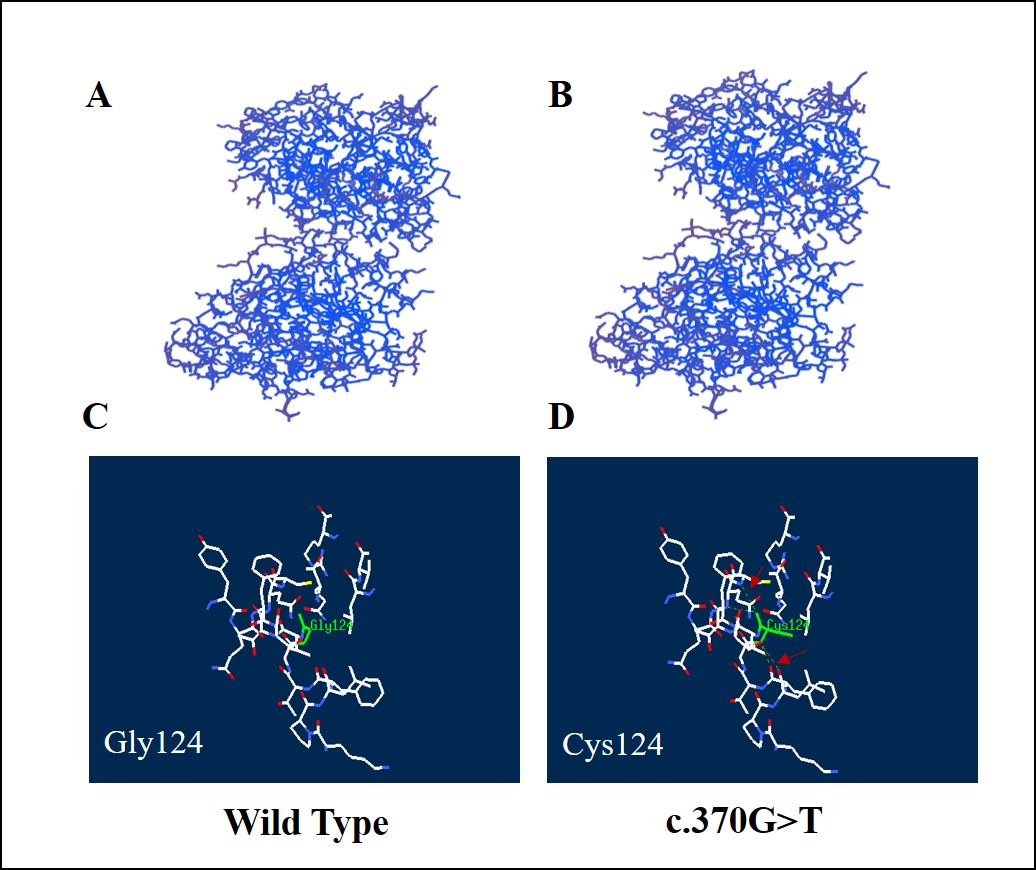 A
B
C
D
Gly124
Cys124
Gly124
Cys124
Wild Type
c.370G>T